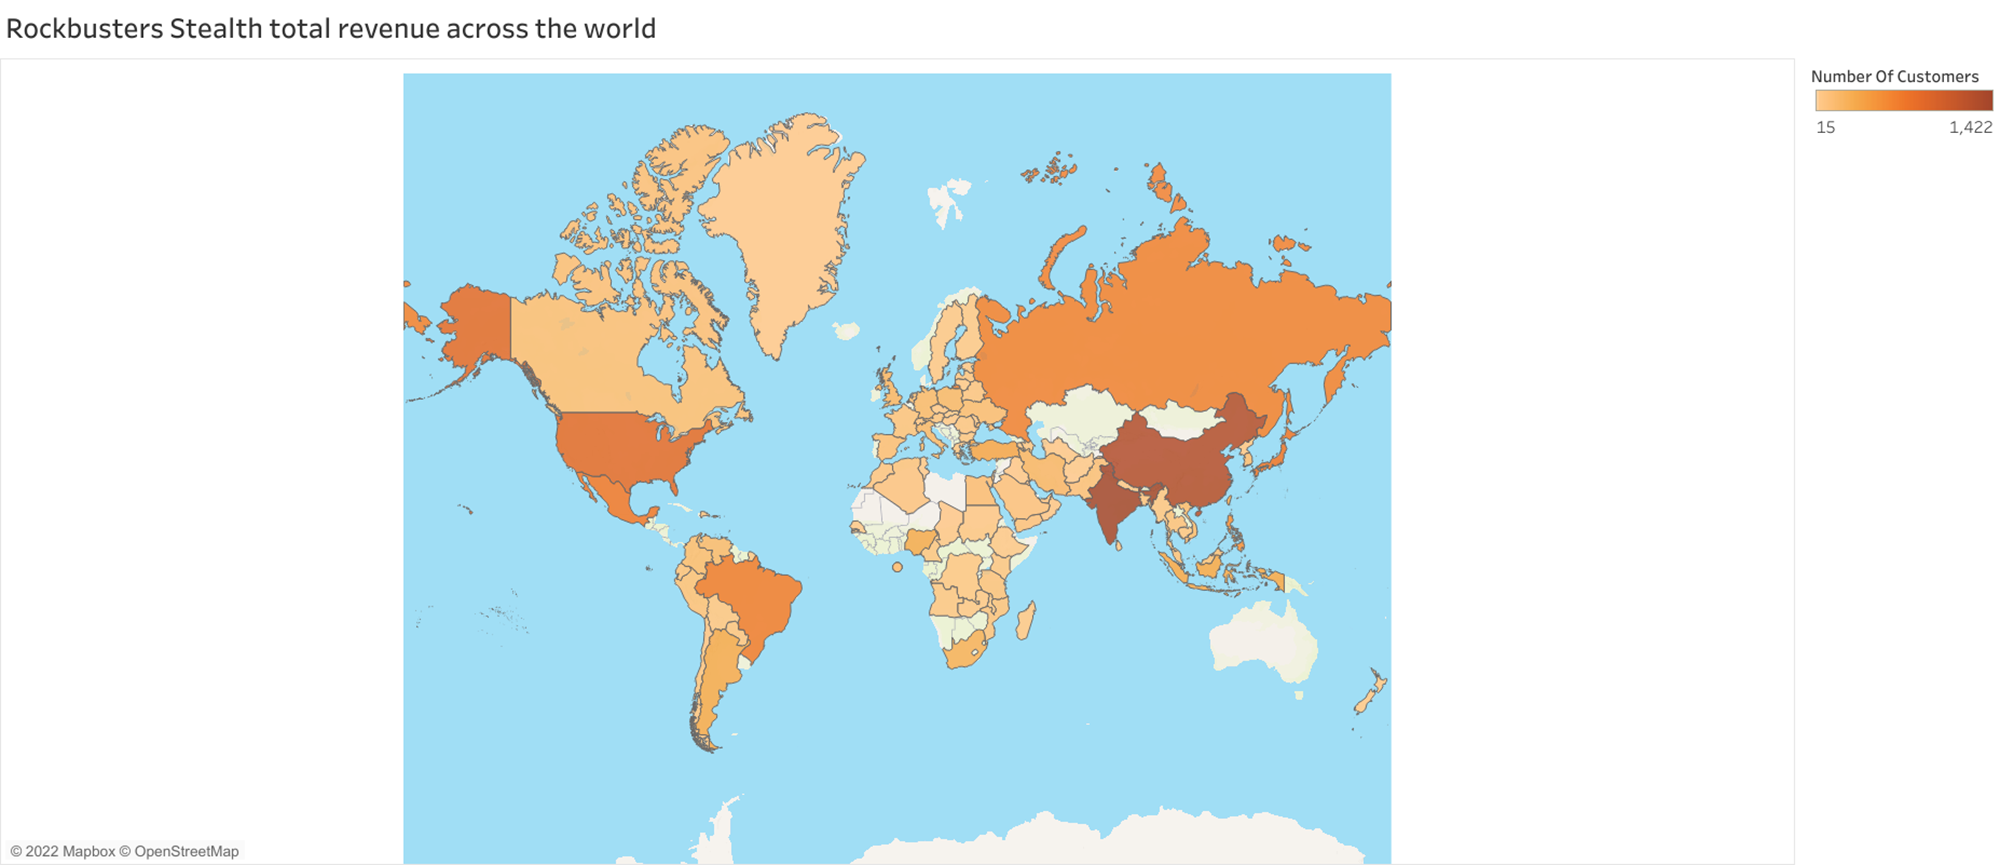 Rockbusters Stealth total revenue across the world
Number Of Customers
15 1,422
© 2022 Mapbox © OpenStreetMap